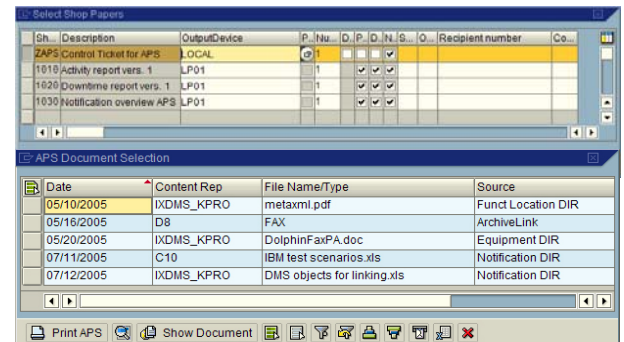 Select Shop Papers
Sh... Description OutputDevice P.. Nu... D. P.. D. N.. S... O... Recipient number Co...
ZAPS Control Ticket for APS LOCAL 1
1010 Activity report vers. 1 LP01 1
1020 Downtime report vers. 1 LP01 1
1030 Notification overview APS LP01 1
APS Document Selection
Date Content Rep File Name/Type Source
05/10/2005 IXDMS_KPRO metaxml.pdf Funct Location DIR
05/16/2005 D8 FAX ArchiveLink
05/20/2005 IXDMS_KPRO DolphinFaxPA.doc Equipment DIR
07/11/2005 C10 IBM test scenarios.xls Notification DIR
07/12/2005 IXDMS_KPRO DMS objects for linking.xls Notification DIR
Print APS Show Document